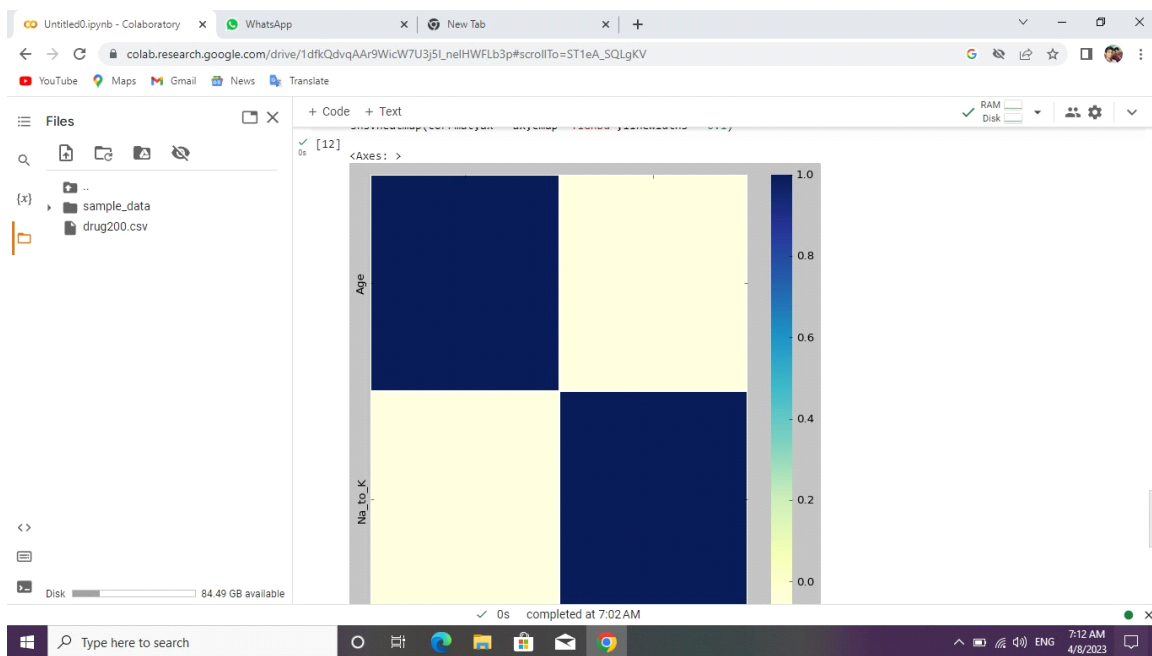 Untitled0.ipynb - Colaboratory
WhatsApp
New Tab
colab.research.google.com/drive/1dfkQdvqAAr9WicW7U3j5I_nelHWFLb3p#scrollTo=ST1eA_SQLgKV
YouTube
Maps
Gmail
News
Translate
Files
+ Code + Text
RAM
Disk
[12]
0s
<Axes: >
..
{x}
sample_data
drug200.csv
1.0
0.8
Age
0.6
0.4
Na_to_K
0.2
0.0
Disk
84.49 GB available
0s completed at 7:02 AM
Type here to search
ENG
7:12 AM
4/8/2023